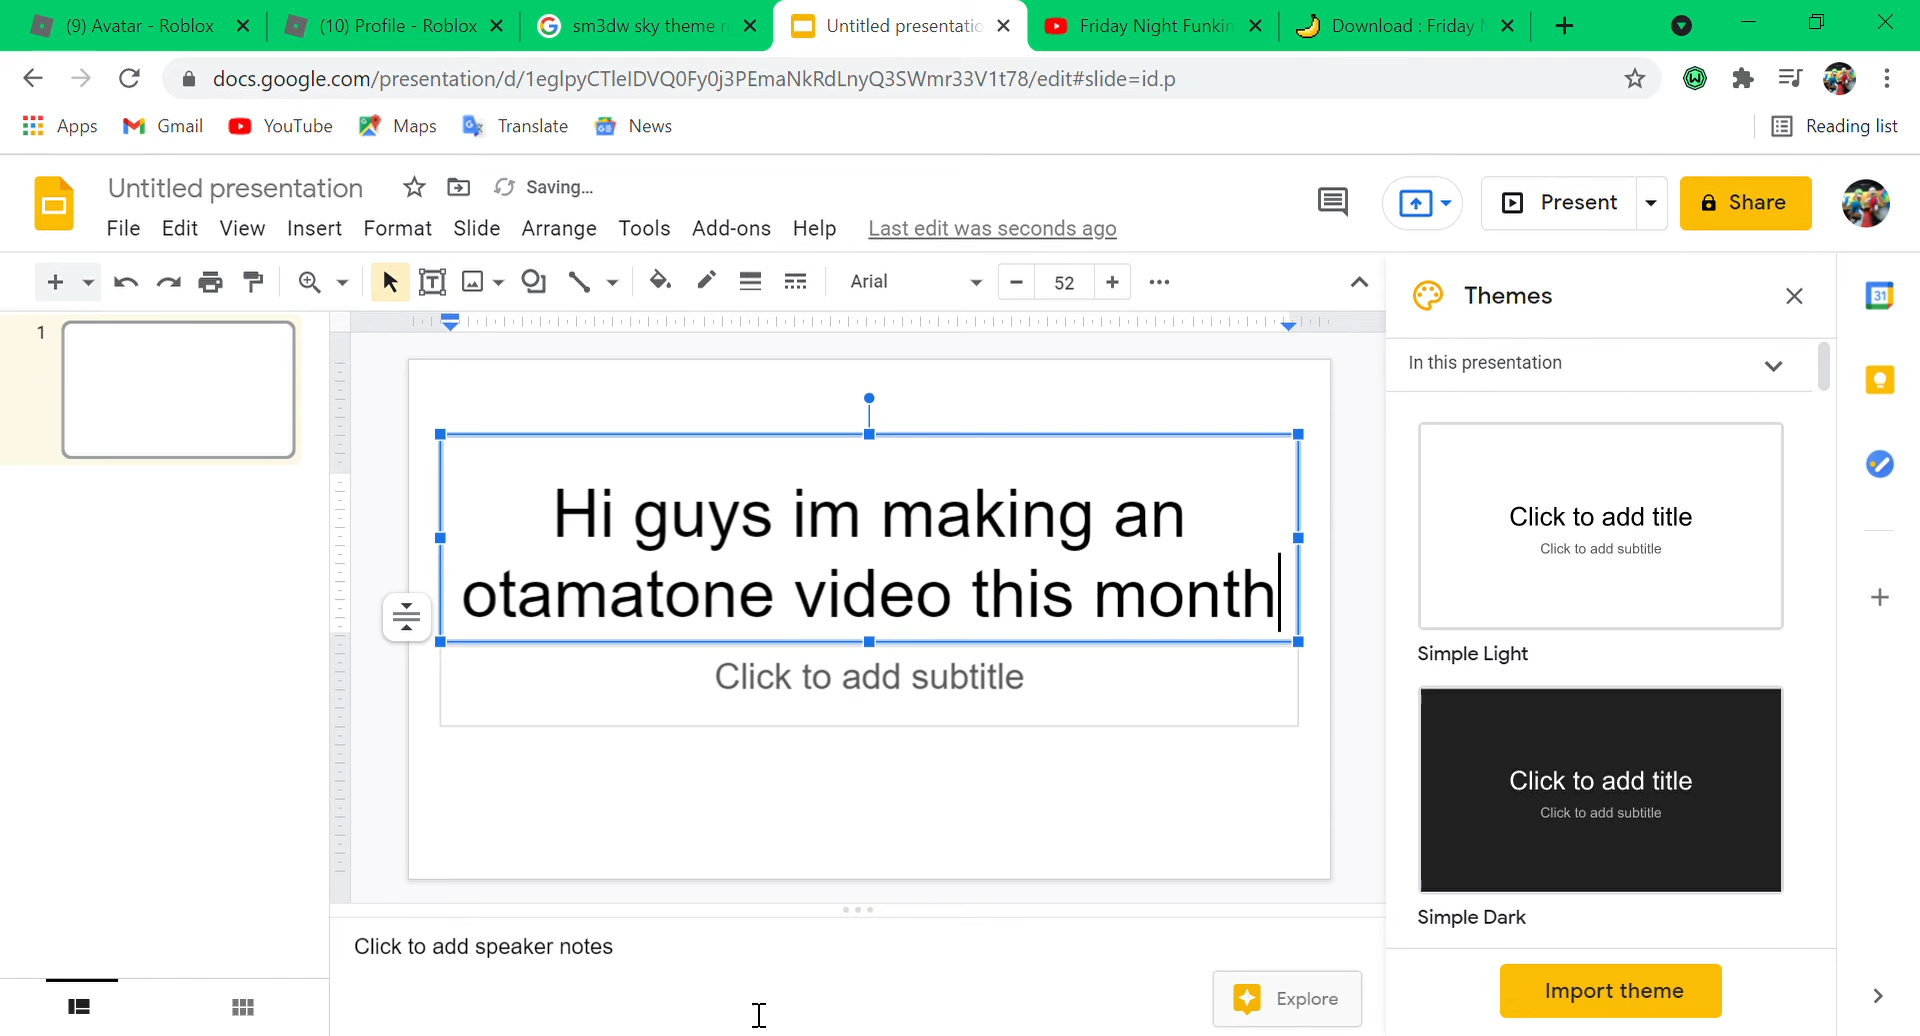 (9) Avatar - Roblox
(10) Profile - Roblox
sm3dw sky theme
Untitled presentatio
Friday Night Funkin
Download : Friday
docs.google.com/presentation/d/1eglpyCTleIDVQ0Fy0j3PEmaNkRdLnyQ3SWmr33V1t78/edit#slide=id.p
Apps
Gmail
YouTube
Maps
Translate
News
Reading list
Untitled presentation
Saving...
File Edit View Insert Format Slide Arrange Tools Add-ons Help Last edit was seconds ago
Present
Share
Arial
52
Themes
31
1
In this presentation
Hi guys im making an
otamatone video this month
Click to add subtitle
Click to add title
Click to add subtitle
Simple Light
Click to add title
Click to add subtitle
Simple Dark
Click to add speaker notes
Explore
Import theme